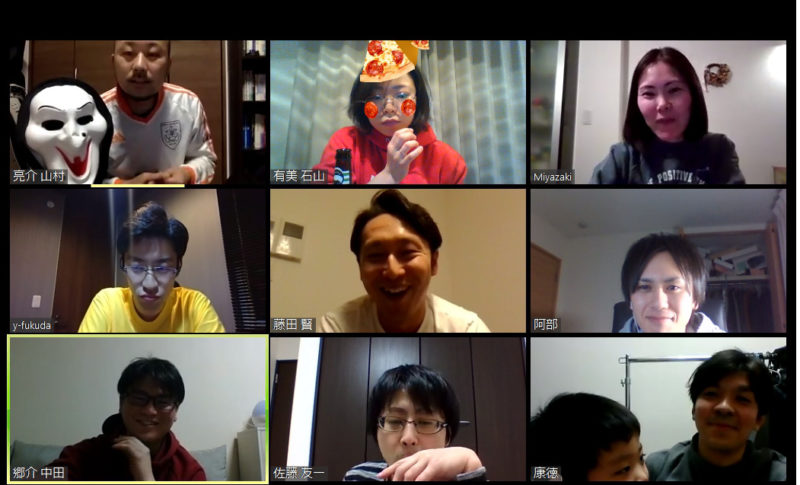 亮介 山村
有美 石山
Miyazaki
y-fukuda
藤田 賢
阿部
郷介 中田
佐藤 友一
康徳